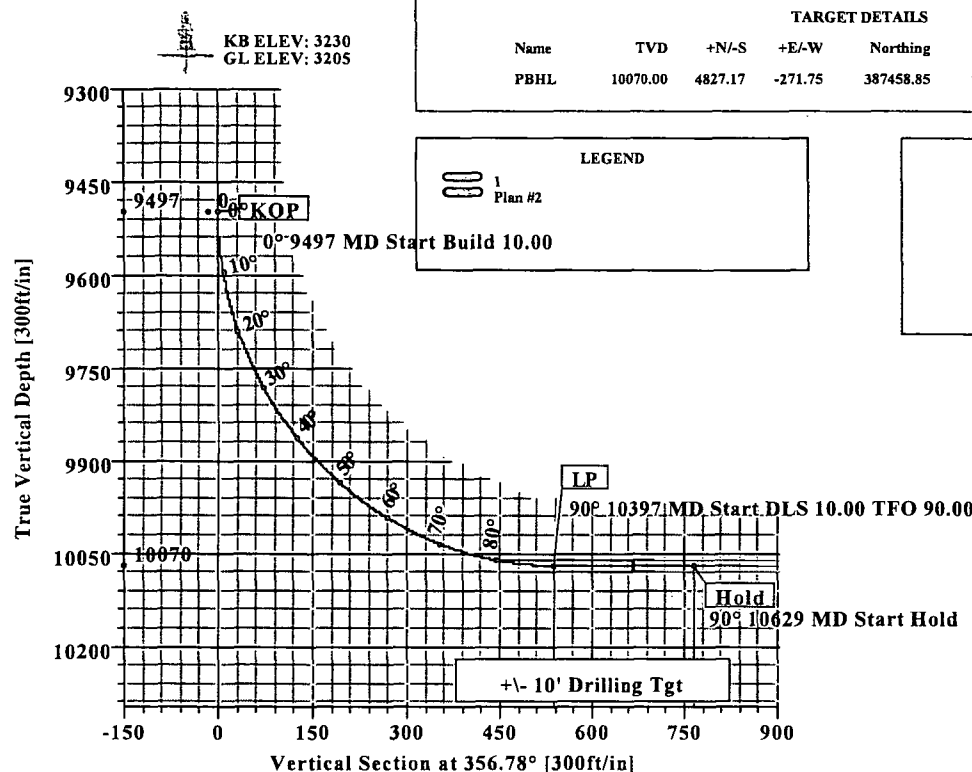 TARGET DETAILS
Name TVD +N/-S +E/-W Northing
PBHL 10070.00 4827.17 -271.75 387458.85
KB ELEV: 3230
GL ELEV: 3205
LEGEND
1
Plan #2
9300
9450
9600
9750
9900
10050
10200
True Vertical Depth [300ft/in]
9497
0
0° KOP
0° 9497 MD Start Build 10.00
10°
20°
30°
40°
50°
60°
70°
80°
LP
90° 10397 MD Start DLS 10.00 TFO 90.00
10070
Hold
90° 10629 MD Start Hold
+\- 10' Drilling Tgt
-150 0 150 300 450 600 750 900
Vertical Section at 356.78° [300ft/in]